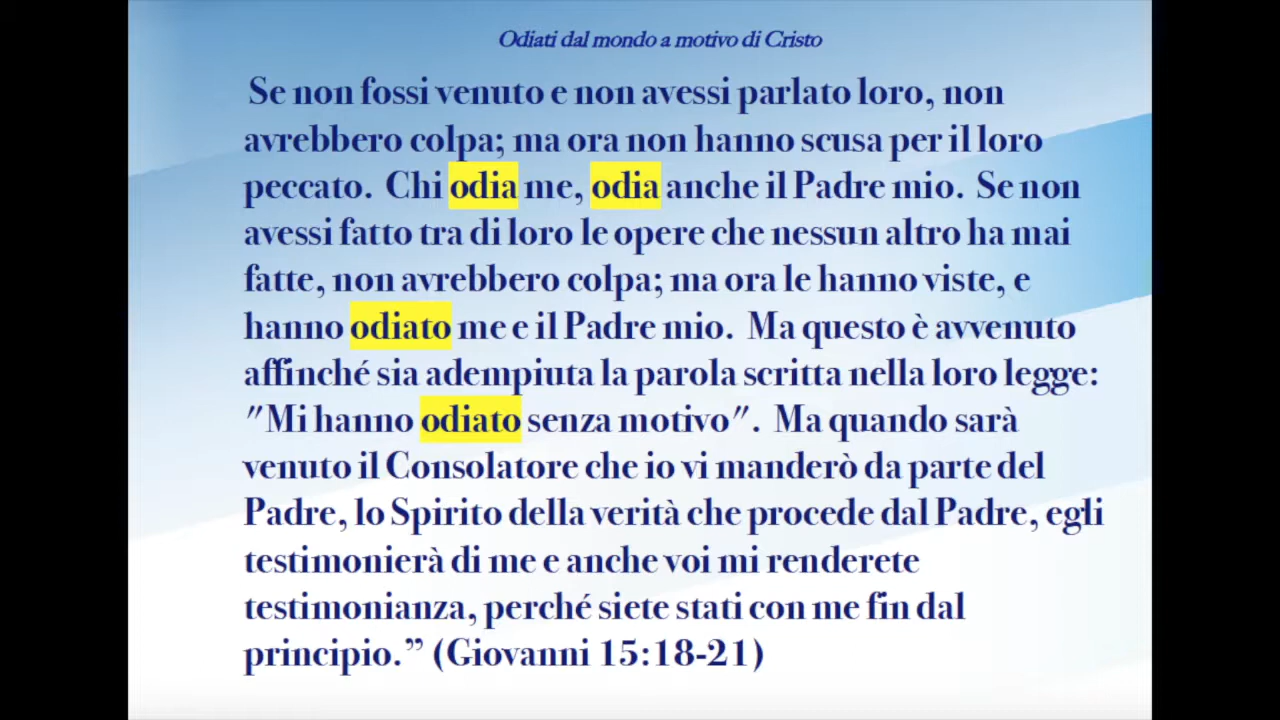 Odiati dal mondo a motivo di Cristo
Se non fossi venuto e non avessi parlato loro, non
avrebbero colpa; ma ora non hanno scusa per il loro
peccato. Chi odia me, odia anche il Padre mio. Se non
avessi fatto tra di loro le opere che nessun altro ha mai
fatte, non avrebbero colpa; ma ora le hanno viste, e
hanno odiato me e il Padre mio. Ma questo è avvenuto
affinché sia adempiuta la parola scritta nella loro legge:
"Mi hanno odiato senza motivo". Ma quando sarà
venuto il Consolatore che io vi manderò da parte del
Padre, lo Spirito della verità che procede dal Padre, egli
testimonierà di me e anche voi mi renderete
testimonianza, perché siete stati con me fin dal
principio.” (Giovanni 15:18-21)